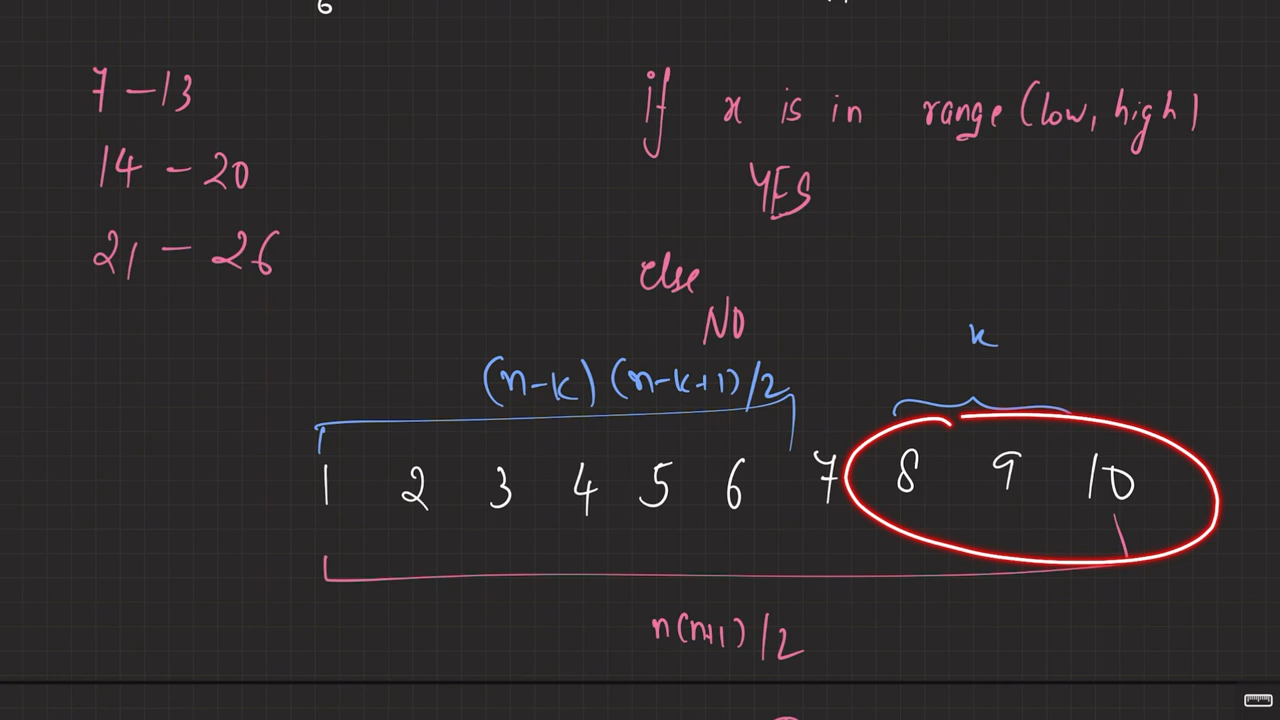 6
7 - 13
14 - 20
21 - 26
if x is in range (low, high)
YES
else
NO
k
(n-k) (n-k+1)/2
1 2 3 4 5 6 7 8 9 10
n(n+1)/2